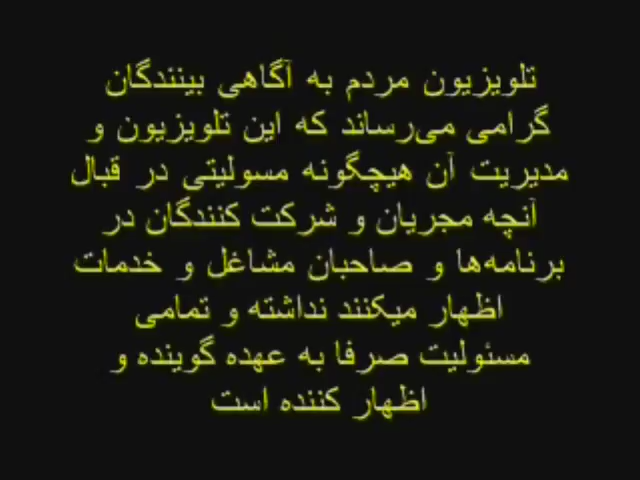 تلویزیون مردم به آگاهی بینندگان
گرامی می‌رساند که این تلویزیون و
مدیریت آن هیچگونه مسولیتی در قبال
آنچه مجریان و شرکت کنندگان در
برنامه‌ها و صاحبان مشاغل و خدمات
اظهار میکنند نداشته و تمامی
مسئولیت صرفا به عهده گوینده و
اظهار کننده است